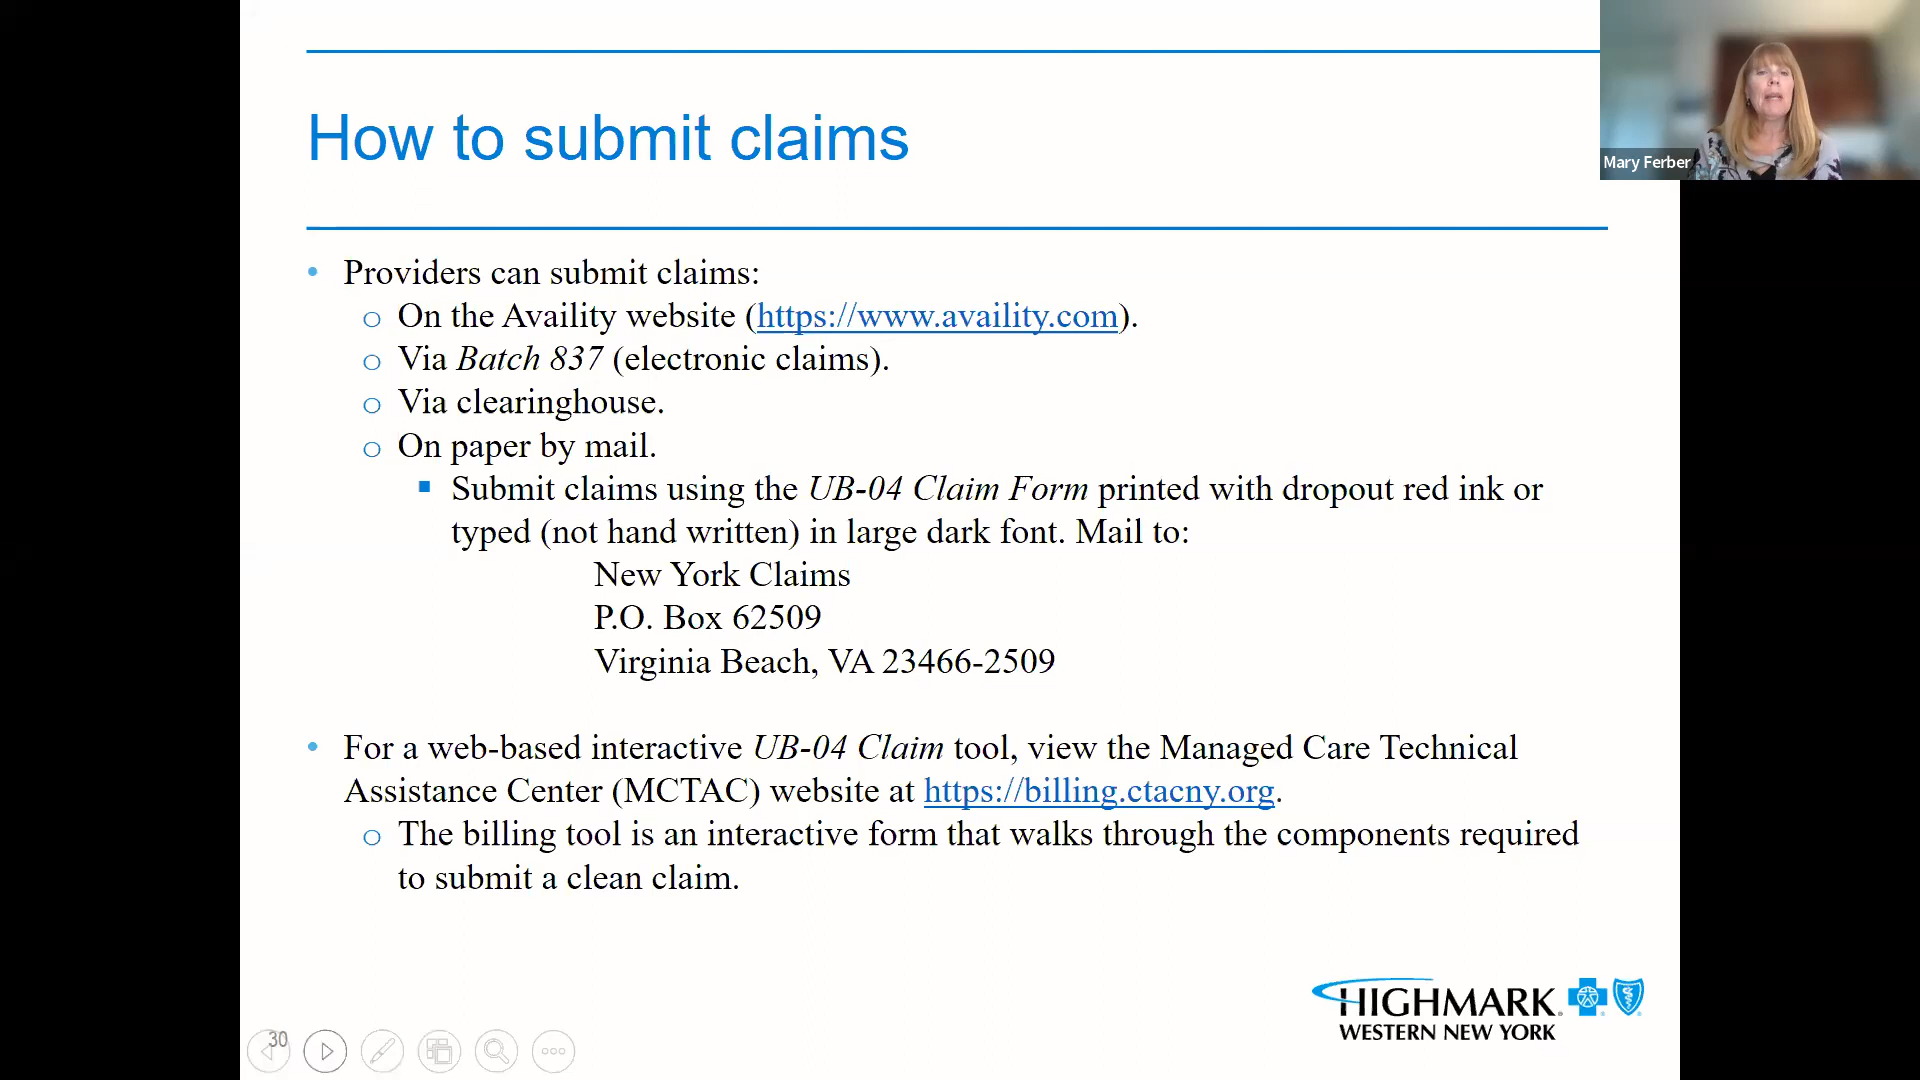 How to submit claims
Mary Ferber
• Providers can submit claims:
o On the Availity website (https://www.availity.com).
o Via Batch 837 (electronic claims).
o Via clearinghouse.
o On paper by mail.
▪ Submit claims using the UB-04 Claim Form printed with dropout red ink or
typed (not hand written) in large dark font. Mail to:
New York Claims
P.O. Box 62509
Virginia Beach, VA 23466-2509
• For a web-based interactive UB-04 Claim tool, view the Managed Care Technical
Assistance Center (MCTAC) website at https://billing.ctacny.org.
o The billing tool is an interactive form that walks through the components required
to submit a clean claim.
HIGHMARK®
WESTERN NEW YORK
30